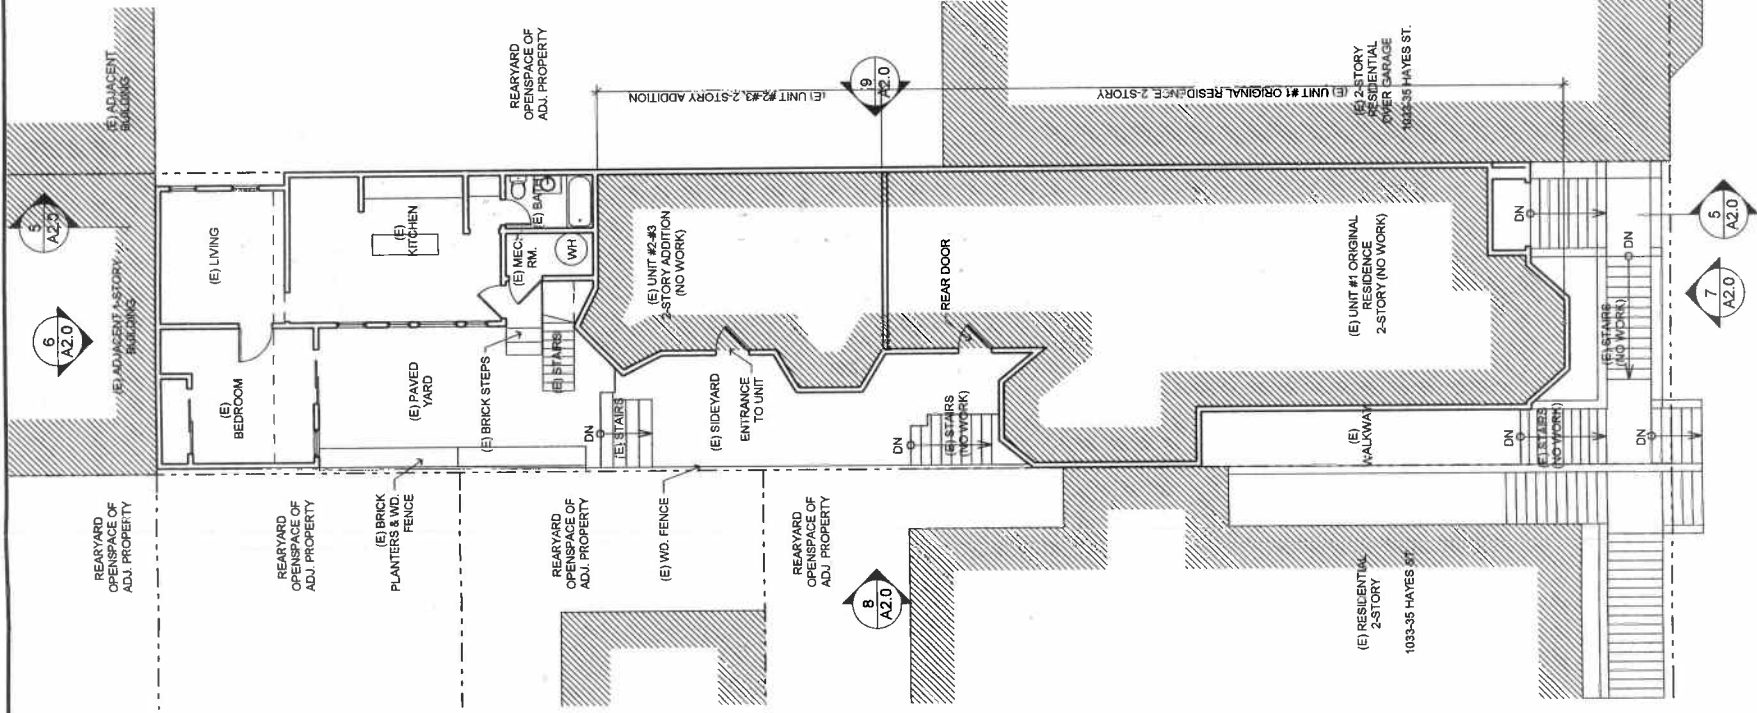 (E) ADJACENT
BUILDING
5
A2.0
(E) ADJACENT 1-STORY
BUILDING
6
A2.0
REARYARD
OPENSPACE OF
ADJ. PROPERTY
(E) LIVING
(E)
KITCHEN
(E) BATH
(E) MECH.
RM.
WH
(E)
BEDROOM
(E) PAVED
YARD
(E) BRICK STEPS
(E) STAIRS
DN
(E) STAIRS
REARYARD
OPENSPACE OF
ADJ. PROPERTY
REARYARD
OPENSPACE OF
ADJ. PROPERTY
(E) BRICK
PLANTERS & WD.
FENCE
REARYARD
OPENSPACE OF
ADJ. PROPERTY
(E) UNIT #2-#3, 2-STORY ADDITION
9
A2.0
(E) UNIT #1 ORIGINAL RESIDENCE, 2-STORY
(E) UNIT #2-#3
2-STORY ADDITION
(NO WORK)
REAR DOOR
(E) SIDEYARD
ENTRANCE
TO UNIT
(E) WD. FENCE
REARYARD
OPENSPACE OF
ADJ. PROPERTY
8
A2.0
DN
(E) STAIRS
(NO WORK)
(E) 2-STORY
RESIDENTIAL
OVER GARAGE
1033-35 HAYES ST.
(E) UNIT #1 ORIGINAL
RESIDENCE
2-STORY (NO WORK)
(E)
WALKWAY
(E) RESIDENTIAL
2-STORY
1033-35 HAYES ST.
DN
DN
(E) STAIRS
(NO WORK)
DN
(E) STAIRS
(NO WORK)
DN
5
A2.0
7
A2.0